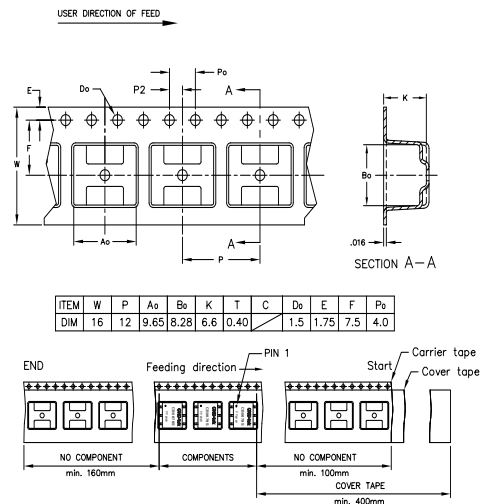 USER DIRECTION OF FEED
E
Do
P2
Po
A
K
F
W
Bo
Ao
A
P
.016
SECTION A-A
ITEM W P Ao Bo K T C Do E F Po
DIM 16 12 9.65 8.28 6.6 0.40 1.5 1.75 7.5 4.0
END
Feeding direction
PIN 1
Start
Carrier tape
Cover tape
NO COMPONENT
min. 160mm
COMPONENTS
NO COMPONENT
min. 100mm
COVER TAPE
min. 400mm